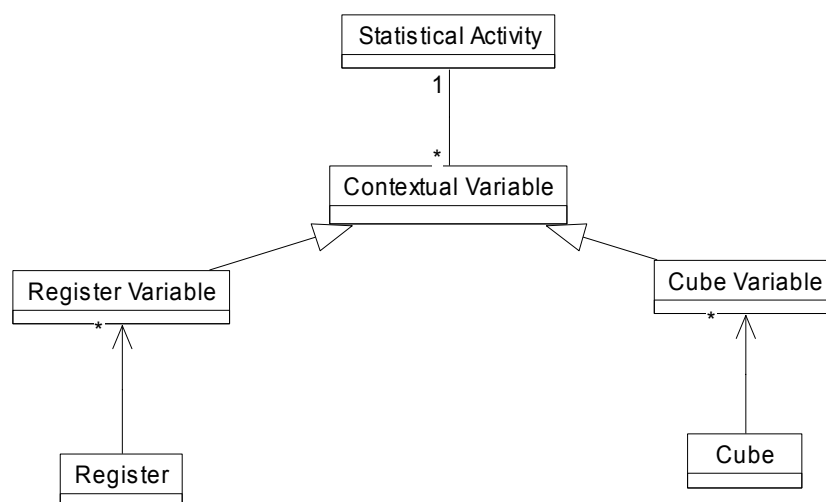 Statistical Activity
1
*
Contextual Variable
Register Variable
*
Cube Variable
*
Register
Cube